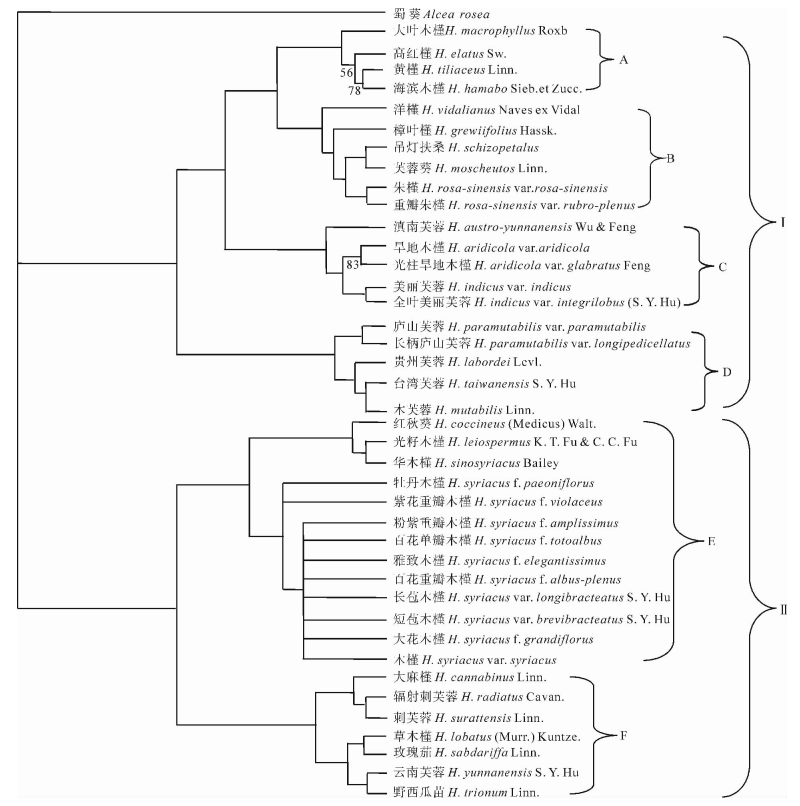 蜀葵 Alcea rosea
大叶木槿 H. macrophyllus Roxb
高红槿 H. elatus Sw.
56
黄槿 H. tiliaceus Linn.
A
78
海滨木槿 H. hamabo Sieb.et Zucc.
洋槿 H. vidalianus Naves ex Vidal
樟叶槿 H. grewiifolius Hassk.
吊灯扶桑 H. schizopetalus
B
芙蓉葵 H. moscheutos Linn.
朱槿 H. rosa-sinensis var.rosa-sinensis
重瓣朱槿 H. rosa-sinensis var. rubro-plenus
I
滇南芙蓉 H. austro-yunnanensis Wu & Feng
旱地木槿 H. aridicola var.aridicola
83
光柱旱地木槿 H. aridicola var. glabratus Feng
C
美丽芙蓉 H. indicus var. indicus
全叶美丽芙蓉 H. indicus var. integrilobus (S. Y. Hu)
庐山芙蓉 H. paramutabilis var. paramutabilis
长柄庐山芙蓉 H. paramutabilis var. longipedicellatus
贵州芙蓉 H. labordei Levl.
D
台湾芙蓉 H. taiwanensis S. Y. Hu
木芙蓉 H. mutabilis Linn.
红秋葵 H. coccineus (Medicus) Walt.
光籽木槿 H. leiospermus K. T. Fu & C. C. Fu
华木槿 H. sinosyriacus Bailey
牡丹木槿 H. syriacus f. paeoniflorus
紫花重瓣木槿 H. syriacus f. violaceus
粉紫重瓣木槿 H. syriacus f. amplissimus
百花单瓣木槿 H. syriacus f. totoalbus
E
雅致木槿 H. syriacus f. elegantissimus
百花重瓣木槿 H. syriacus f. albus-plenus
长苞木槿 H. syriacus var. longibracteatus S. Y. Hu
II
短苞木槿 H. syriacus var. brevibracteatus S. Y. Hu
大花木槿 H. syriacus f. grandiflorus
木槿 H. syriacus var. syriacus
大麻槿 H. cannabinus Linn.
辐射刺芙蓉 H. radiatus Cavan.
刺芙蓉 H. surattensis Linn.
F
草木槿 H. lobatus (Murr.) Kuntze.
玫瑰茄 H. sabdariffa Linn.
云南芙蓉 H. yunnanensis S. Y. Hu
野西瓜苗 H. trionum Linn.